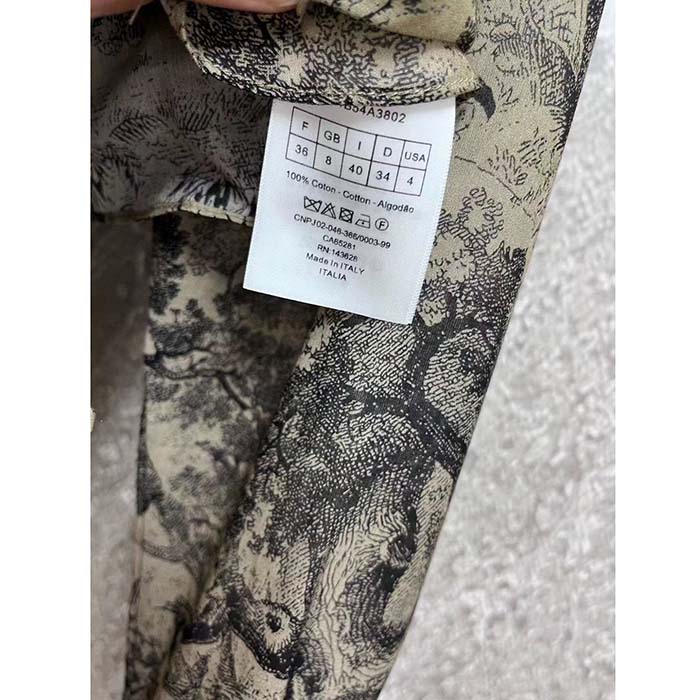 B54A3802
F GB I D USA
36 8 40 34 4
100% Coton - Cotton - Algodão
CNPJ02-046-366/0003-99
CA65281
RN:143628
Made In ITALY
ITALIA